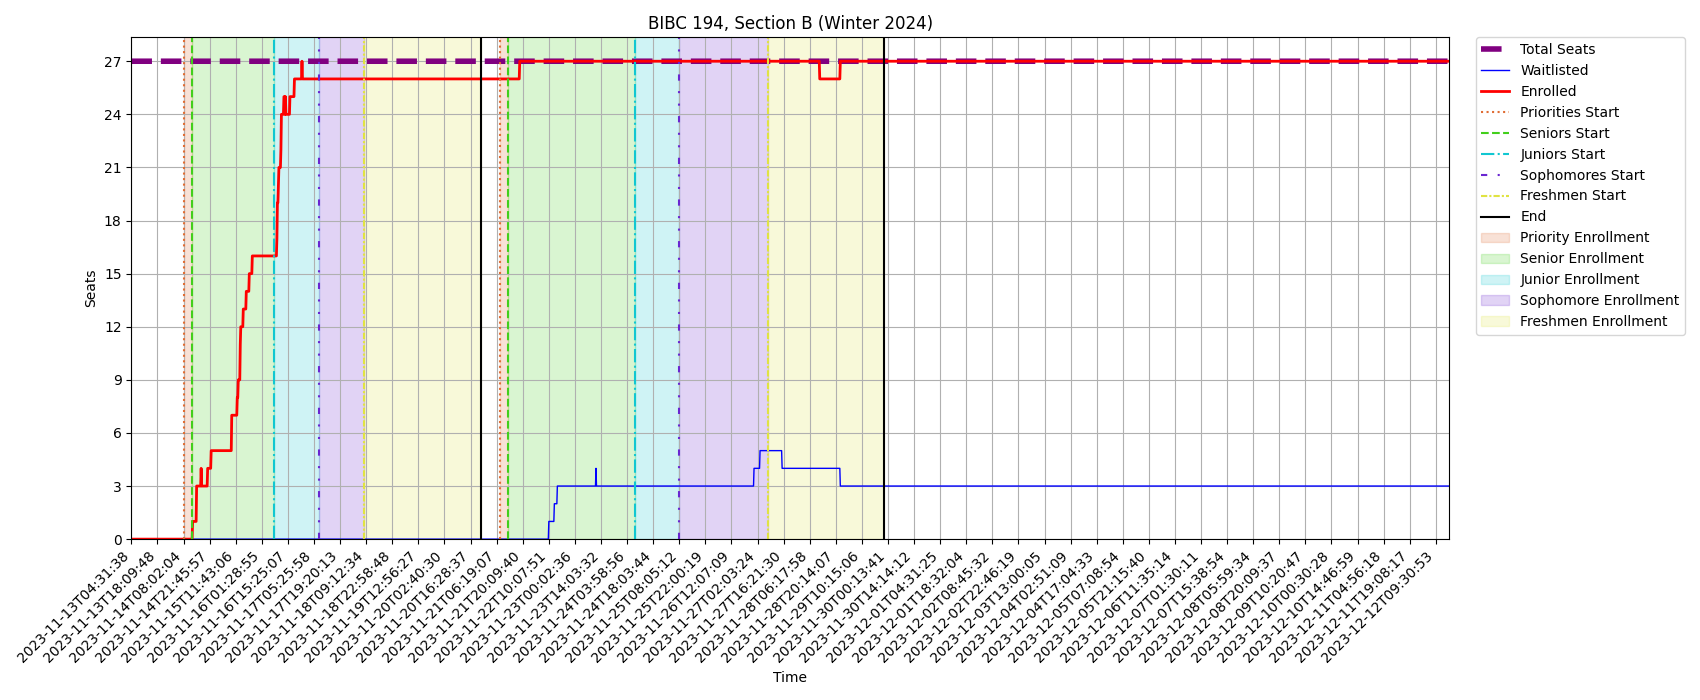 BIBC 194, Section B (Winter 2024)
Seats
27
24
21
18
15
12
9
6
3
0
2023-11-13T04:31:38
2023-11-13T18:09:48
2023-11-14T08:02:04
2023-11-14T21:45:57
2023-11-15T11:43:06
2023-11-16T01:28:55
2023-11-16T15:25:07
2023-11-17T05:25:58
2023-11-17T19:20:13
2023-11-18T09:12:34
2023-11-18T22:58:48
2023-11-19T12:56:27
2023-11-20T02:40:30
2023-11-20T16:28:37
2023-11-21T06:19:07
2023-11-21T20:09:40
2023-11-22T10:07:51
2023-11-23T00:02:36
2023-11-23T14:03:32
2023-11-24T03:58:56
2023-11-24T18:03:44
2023-11-25T08:05:12
2023-11-25T22:00:19
2023-11-26T12:07:09
2023-11-27T02:03:24
2023-11-27T16:21:30
2023-11-28T06:17:58
2023-11-28T20:14:07
2023-11-29T10:15:06
2023-11-30T00:13:41
2023-11-30T14:14:12
2023-12-01T04:31:25
2023-12-01T18:32:04
2023-12-02T08:45:32
2023-12-02T22:46:19
2023-12-03T13:00:05
2023-12-04T02:51:09
2023-12-04T17:04:33
2023-12-05T07:08:54
2023-12-05T21:15:40
2023-12-06T11:35:14
2023-12-07T01:30:11
2023-12-07T15:38:54
2023-12-08T05:59:34
2023-12-08T20:09:37
2023-12-09T10:20:47
2023-12-10T00:30:28
2023-12-10T14:46:59
2023-12-11T04:56:18
2023-12-11T19:08:17
2023-12-12T09:30:53
Time
Total Seats
Waitlisted
Enrolled
Priorities Start
Seniors Start
Juniors Start
Sophomores Start
Freshmen Start
End
Priority Enrollment
Senior Enrollment
Junior Enrollment
Sophomore Enrollment
Freshmen Enrollment